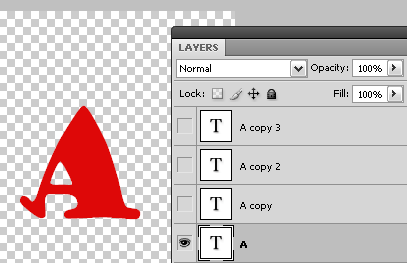 A
LAYERS
Normal Opacity: 100%
Lock: Fill: 100%
T A copy 3
T A copy 2
T A copy
T A